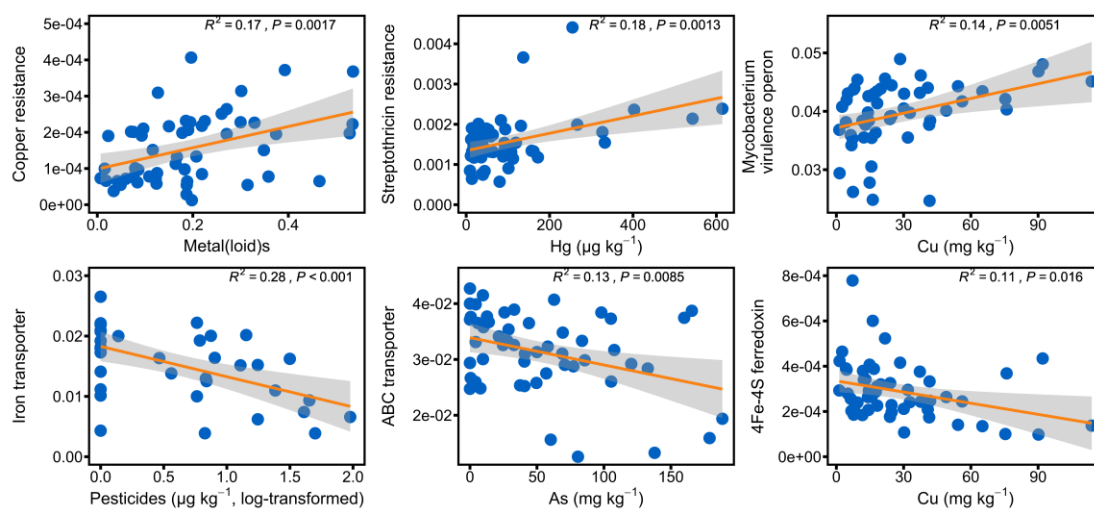 R² = 0.17 , P = 0.0017
Copper resistance
5e-04
4e-04
3e-04
2e-04
1e-04
0e+00
0.0
0.2
0.4
Metal(loid)s
R² = 0.18 , P = 0.0013
Streptothricin resistance
0.004
0.003
0.002
0.001
0.000
0
200
400
600
Hg (µg kg⁻¹)
R² = 0.14 , P = 0.0051
Mycobacterium
virulence operon
0.05
0.04
0.03
0
30
60
90
Cu (mg kg⁻¹)
R² = 0.28 , P < 0.001
Iron transporter
0.03
0.02
0.01
0.00
0.0
0.5
1.0
1.5
2.0
Pesticides (µg kg⁻¹, log-transformed)
R² = 0.13 , P = 0.0085
ABC transporter
4e-02
3e-02
2e-02
0
50
100
150
As (mg kg⁻¹)
R² = 0.11 , P = 0.016
4Fe-4S ferredoxin
8e-04
6e-04
4e-04
2e-04
0e+00
0
30
60
90
Cu (mg kg⁻¹)